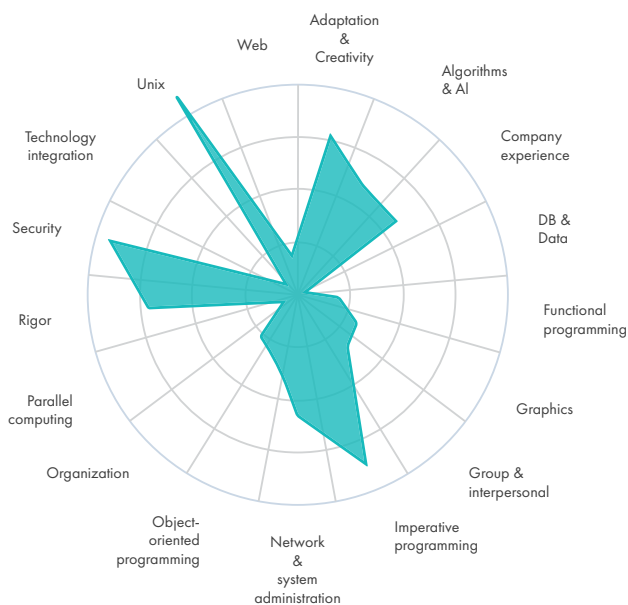 Adaptation
&
Creativity
Algorithms
& AI
Company
experience
DB &
Data
Functional
programming
Graphics
Group &
interpersonal
Imperative
programming
Network
&
system
administration
Object-
oriented
programming
Organization
Parallel
computing
Rigor
Security
Technology
integration
Unix
Web